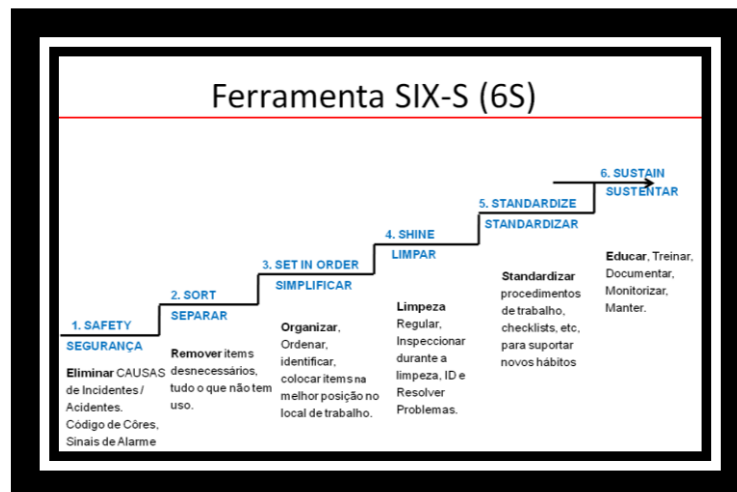 Ferramenta SIX-S (6S)
1. SAFETY
SEGURANÇA
Eliminar CAUSAS
de Incidentes /
Acidentes.
Código de Côres,
Sinais de Alarme
2. SORT
SEPARAR
Remover items
desnecessários,
tudo o que não tem
uso.
3. SET IN ORDER
SIMPLIFICAR
Organizar,
Ordenar,
identificar,
colocar items na
melhor posição no
local de trabalho.
4. SHINE
LIMPAR
Limpeza
Regular,
Inspeccionar
durante a
limpeza, ID e
Resolver
Problemas.
5. STANDARDIZE
STANDARDIZAR
Standardizar
procedimentos
de trabalho,
checklists, etc,
para suportar
novos hábitos
6. SUSTAIN
SUSTENTAR
Educar, Treinar,
Documentar,
Monitorizar,
Manter.